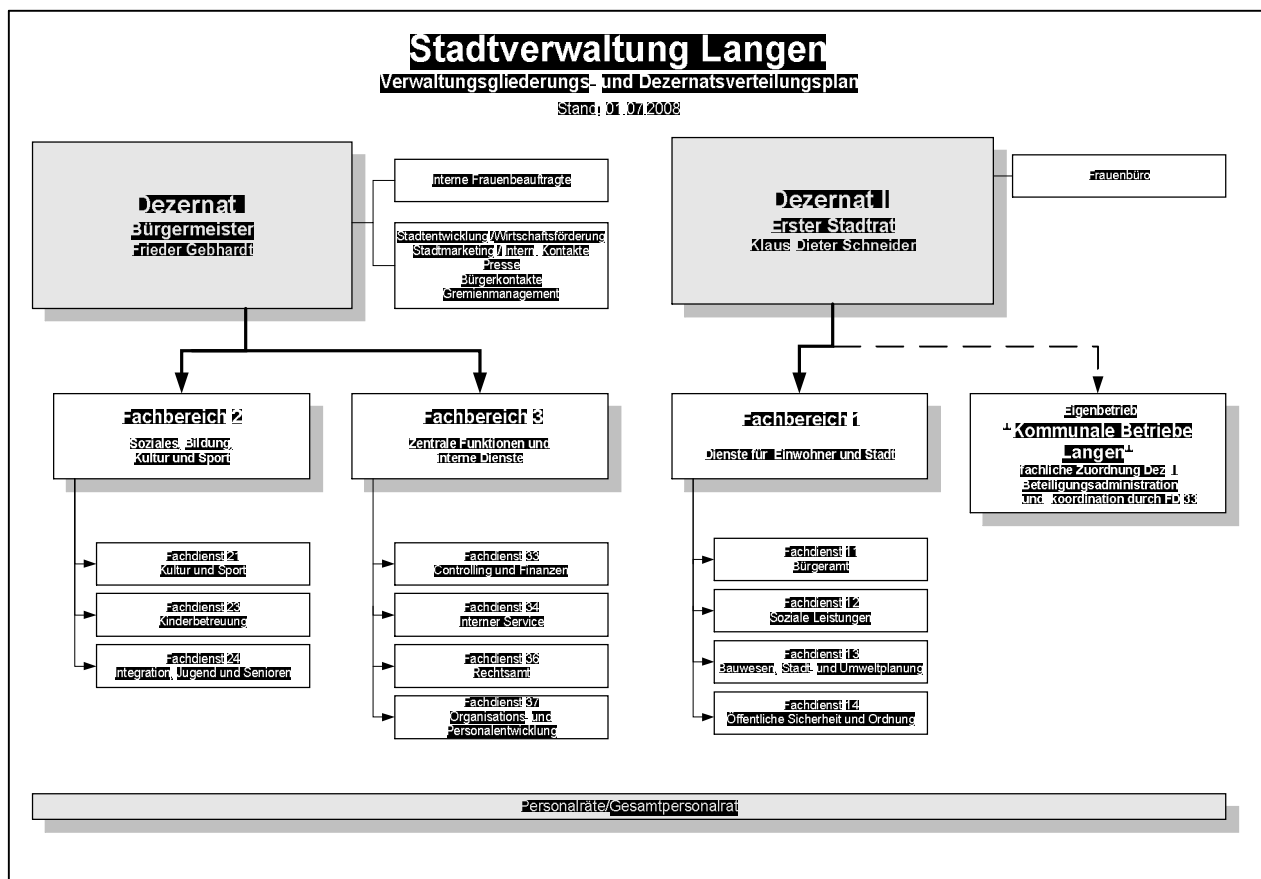 Stadtverwaltung Langen
Verwaltungsgliederungs- und Dezernatsverteilungsplan
Stand: 01.07.2008
Dezernat I
Bürgermeister
Frieder Gebhardt
Interne Frauenbeauftragte
Stadtentwicklung/Wirtschaftsförderung
Stadtmarketing / Intern. Kontakte
Presse
Bürgerkontakte
Gremienmanagement
Dezernat II
Erster Stadtrat
Klaus-Dieter Schneider
Frauenbüro
Fachbereich 2
Soziales, Bildung,
Kultur und Sport
Fachdienst 21
Kultur und Sport
Fachdienst 23
Kinderbetreuung
Fachdienst 24
Integration, Jugend und Senioren
Fachbereich 3
Zentrale Funktionen und
Interne Dienste
Fachdienst 33
Controlling und Finanzen
Fachdienst 34
Interner Service
Fachdienst 36
Rechtsamt
Fachdienst 37
Organisations- und
Personalentwicklung
Fachbereich 1
Dienste für Einwohner und Stadt
Fachdienst 11
Bürgeramt
Fachdienst 12
Soziale Leistungen
Fachdienst 13
Bauwesen, Stadt- und Umweltplanung
Fachdienst 14
Öffentliche Sicherheit und Ordnung
Eigenbetrieb
"Kommunale Betriebe
Langen"
fachliche Zuordnung Dez. II
Beteiligungsadministration
und -koordination durch FD 33
Personalräte/Gesamtpersonalrat